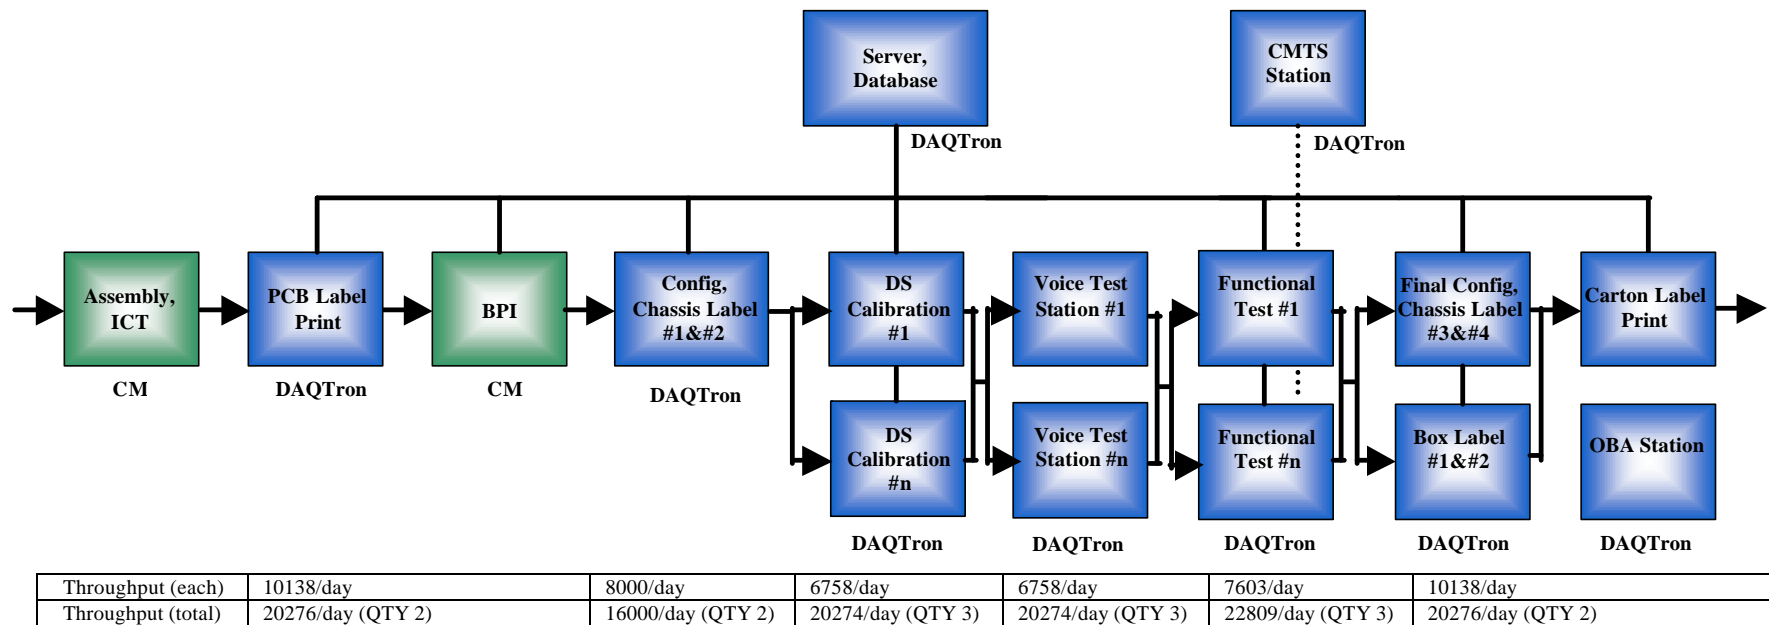 Server,
Database
DAQTron
CMTS
Station
DAQTron
Assembly,
ICT
CM
PCB Label
Print
DAQTron
BPI
CM
Config,
Chassis Label
#1&#2
DAQTron
DS
Calibration
#1
DS
Calibration
#n
DAQTron
Voice Test
Station #1
Voice Test
Station #n
DAQTron
Functional
Test #1
Functional
Test #n
DAQTron
Final Config,
Chassis Label
#3&#4
Box Label
#1&#2
DAQTron
Carton Label
Print
OBA Station
DAQTron
Throughput (each) 10138/day 8000/day 6758/day 6758/day 7603/day 10138/day
Throughput (total) 20276/day (QTY 2) 16000/day (QTY 2) 20274/day (QTY 3) 20274/day (QTY 3) 22809/day (QTY 3) 20276/day (QTY 2)